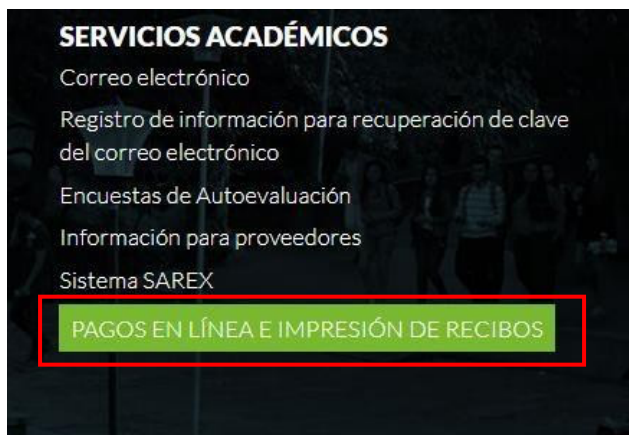 SERVICIOS ACADÉMICOS
Correo electrónico
Registro de información para recuperación de clave
del correo electrónico
Encuestas de Autoevaluación
Información para proveedores
Sistema SAREX
PAGOS EN LÍNEA E IMPRESIÓN DE RECIBOS